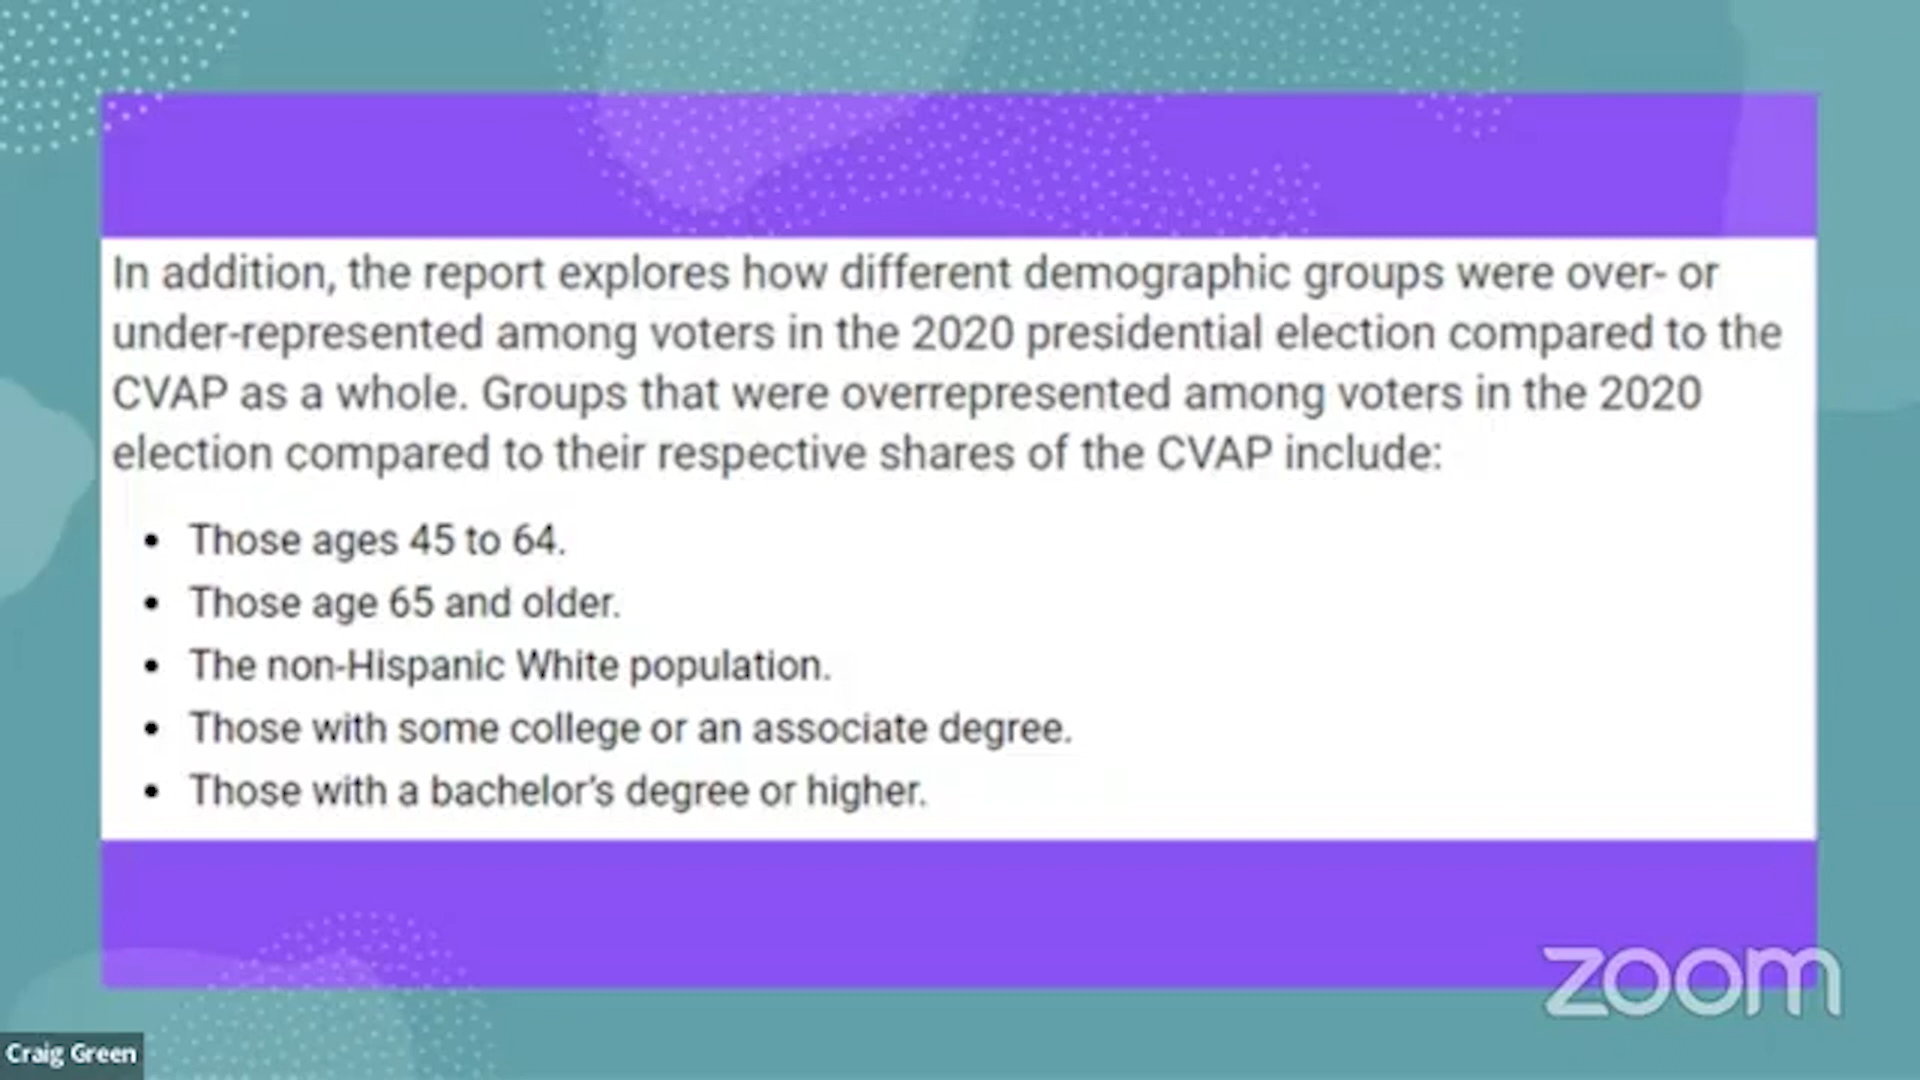 In addition, the report explores how different demographic groups were over- or
under-represented among voters in the 2020 presidential election compared to the
CVAP as a whole. Groups that were overrepresented among voters in the 2020
election compared to their respective shares of the CVAP include:
• Those ages 45 to 64.
• Those age 65 and older.
• The non-Hispanic White population.
• Those with some college or an associate degree.
• Those with a bachelor’s degree or higher.
zoom
Craig Green